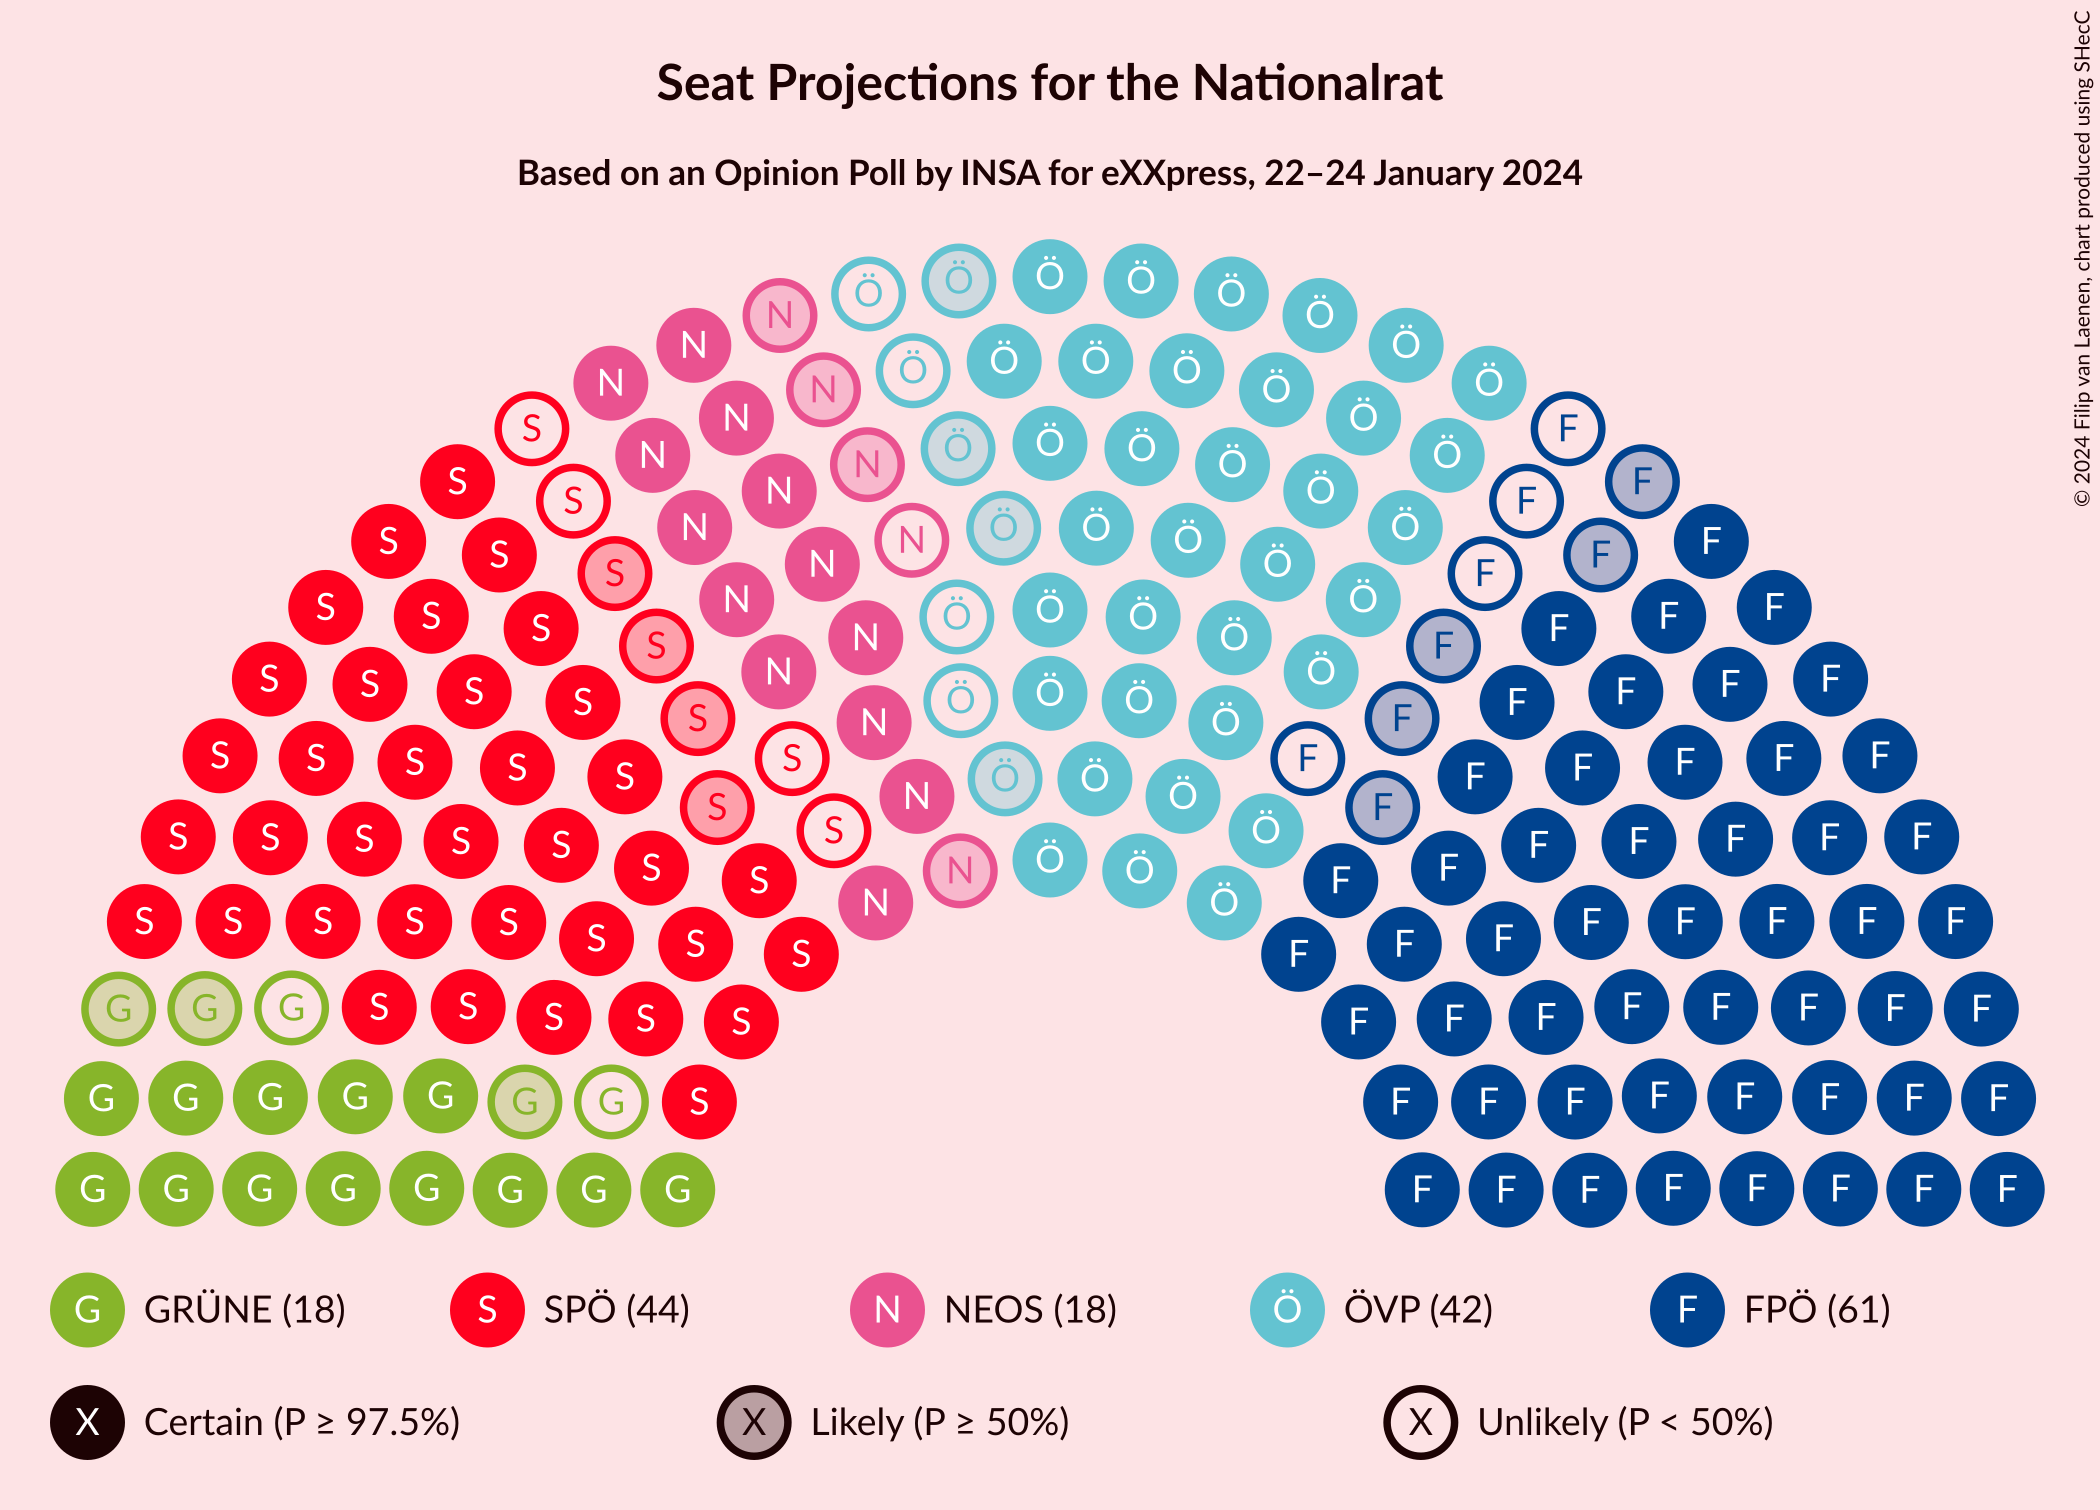 Seat Projections for the Nationalrat
Based on an Opinion Poll by INSA for eXXpress, 22–24 January 2024
© 2024 Filip van Laenen, chart produced using SHecC
Ö Ö Ö Ö Ö Ö Ö Ö
N N N Ö Ö Ö Ö Ö Ö Ö
S N N N Ö Ö Ö Ö Ö Ö F
S S N N N Ö Ö Ö Ö Ö F F
S S S N N N Ö Ö Ö Ö Ö F F F
S S S S N N Ö Ö Ö Ö F F F F
S S S S S N Ö Ö Ö F F F F F
S S S S S S N Ö Ö Ö Ö F F F F F F
S S S S S S S S N N Ö Ö Ö F F F F F F F
S S S S S S S S F F F F F F F F
G G G S S S S S F F F F F F F F
G G G G G G G S F F F F F F F F
G G G G G G G G F F F F F F F F
G GRÜNE (18) S SPÖ (44) N NEOS (18) Ö ÖVP (42) F FPÖ (61)
X Certain (P ≥ 97.5%) X Likely (P ≥ 50%) X Unlikely (P < 50%)